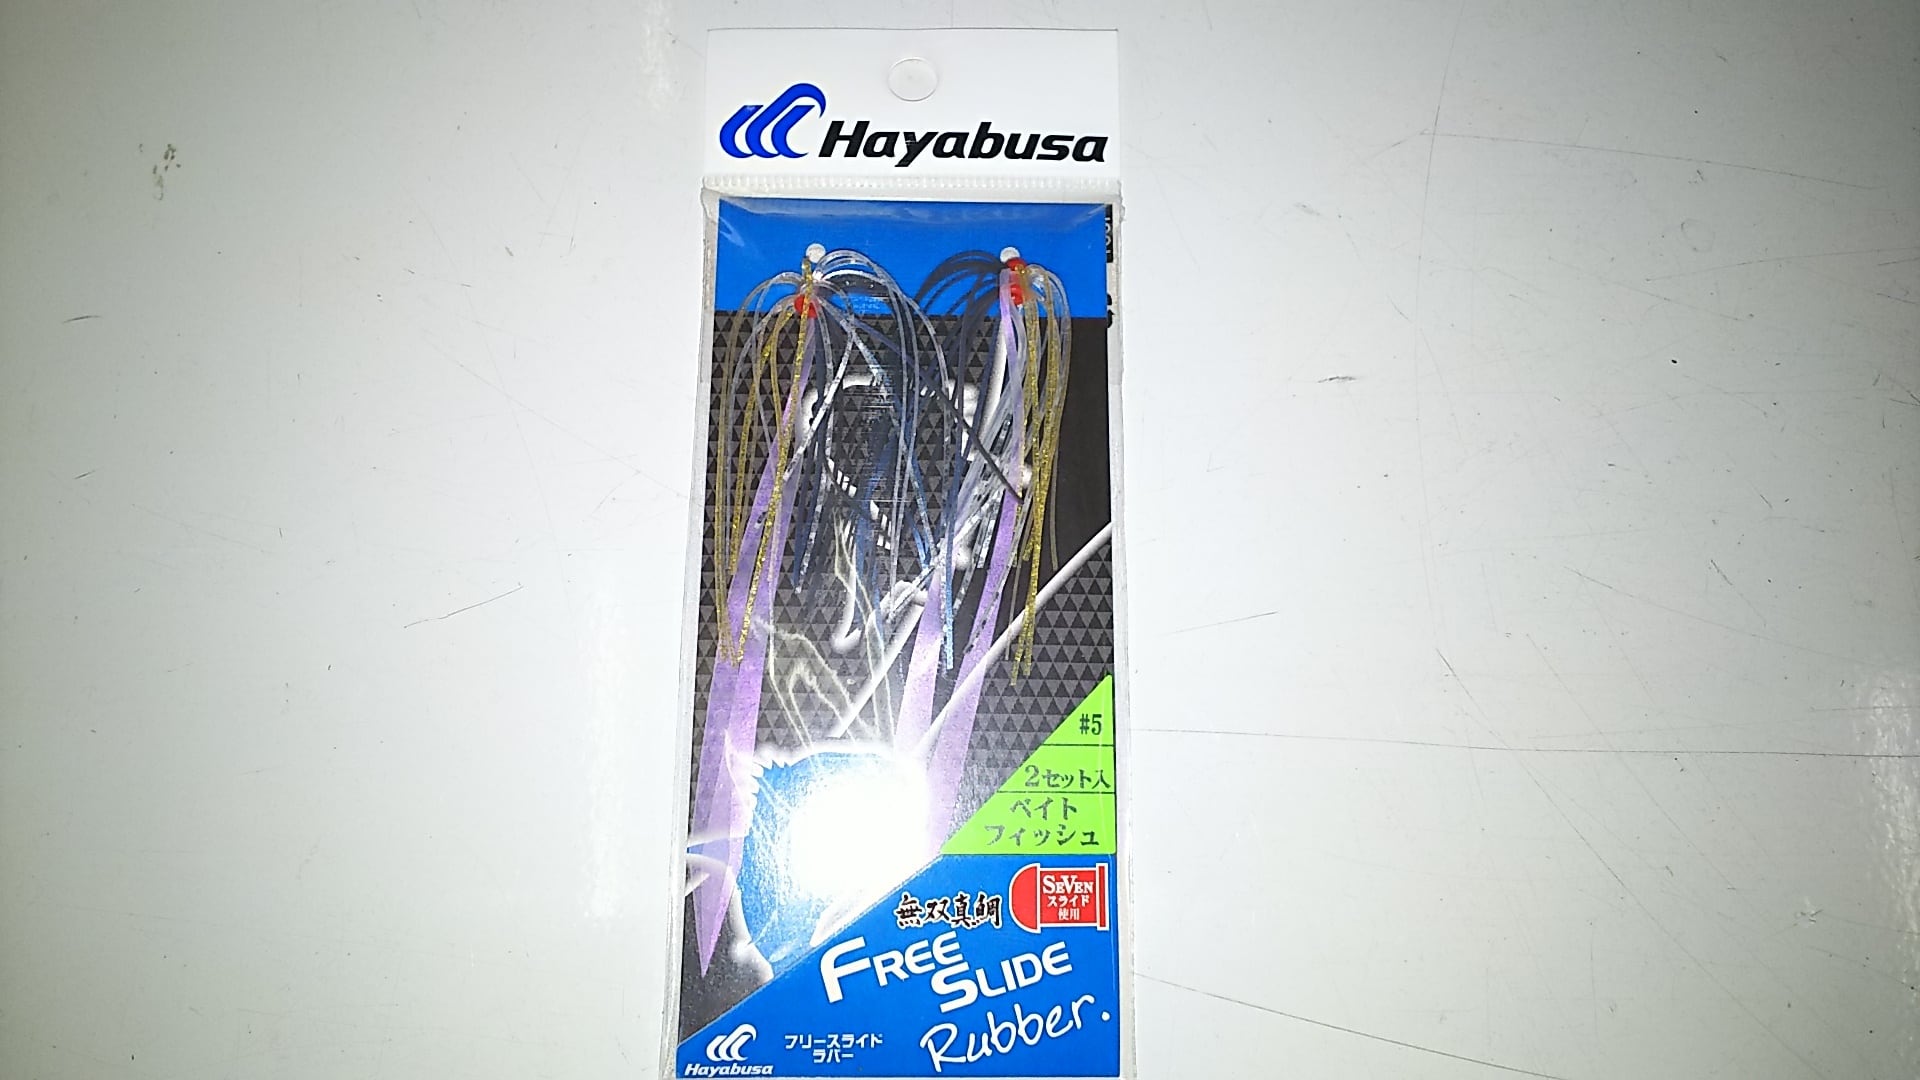 Hayabusa
#5
2セット入
ベイト
フィッシュ
SEVEN
スライド
使用
無双真鯛
FREE
SLIDE
Rubber.
フリースライド
ラバー
Hayabusa